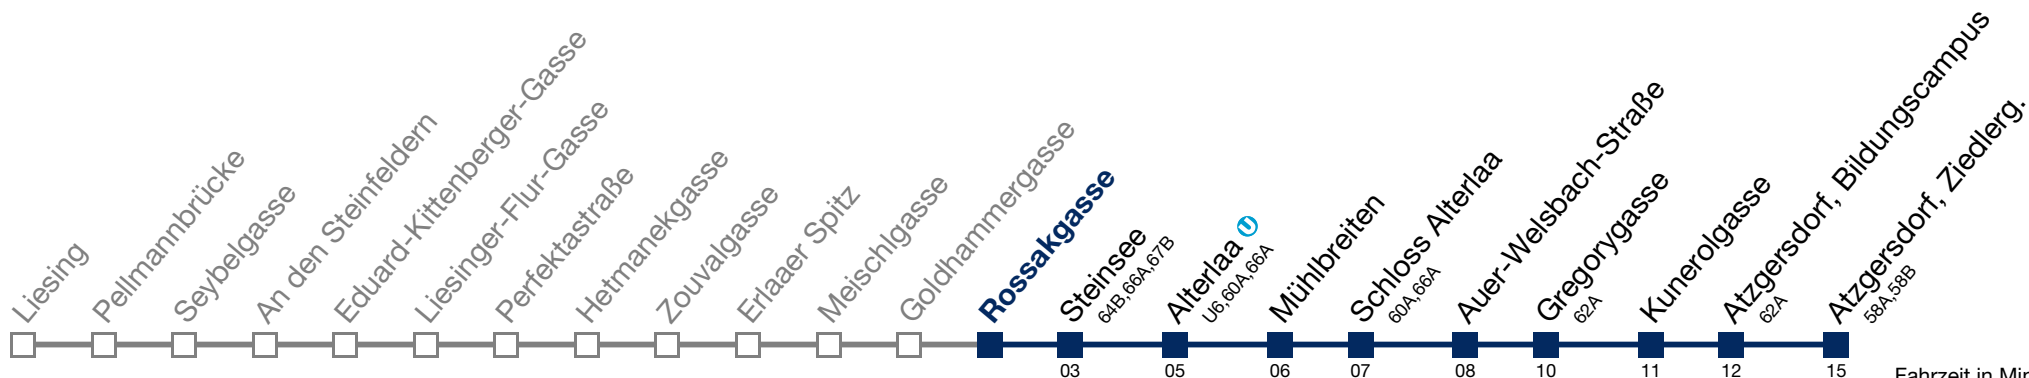 Liesing
Pellmannbrücke
Seybelgasse
An den Steinfeldern
Eduard-Kittenberger-Gasse
Liesinger-Flur-Gasse
Perfektastraße
Hetmanekgasse
Zouvalgasse
Erlaaer Spitz
Meischlgasse
Goldhammergasse
Rossakgasse
Steinsee
64B,66A,67B
Alterlaa U
U6,60A,66A
Mühlbreiten
Schloss Alterlaa
60A,66A
Auer-Welsbach-Straße
Gregorygasse
62A
Kunerolgasse
Atzgersdorf, Bildungscampus
62A
Atzgersdorf, Ziedlerg.
58A,58B
03 05 06 07 08 10 11 12 15
Fahrzeit in